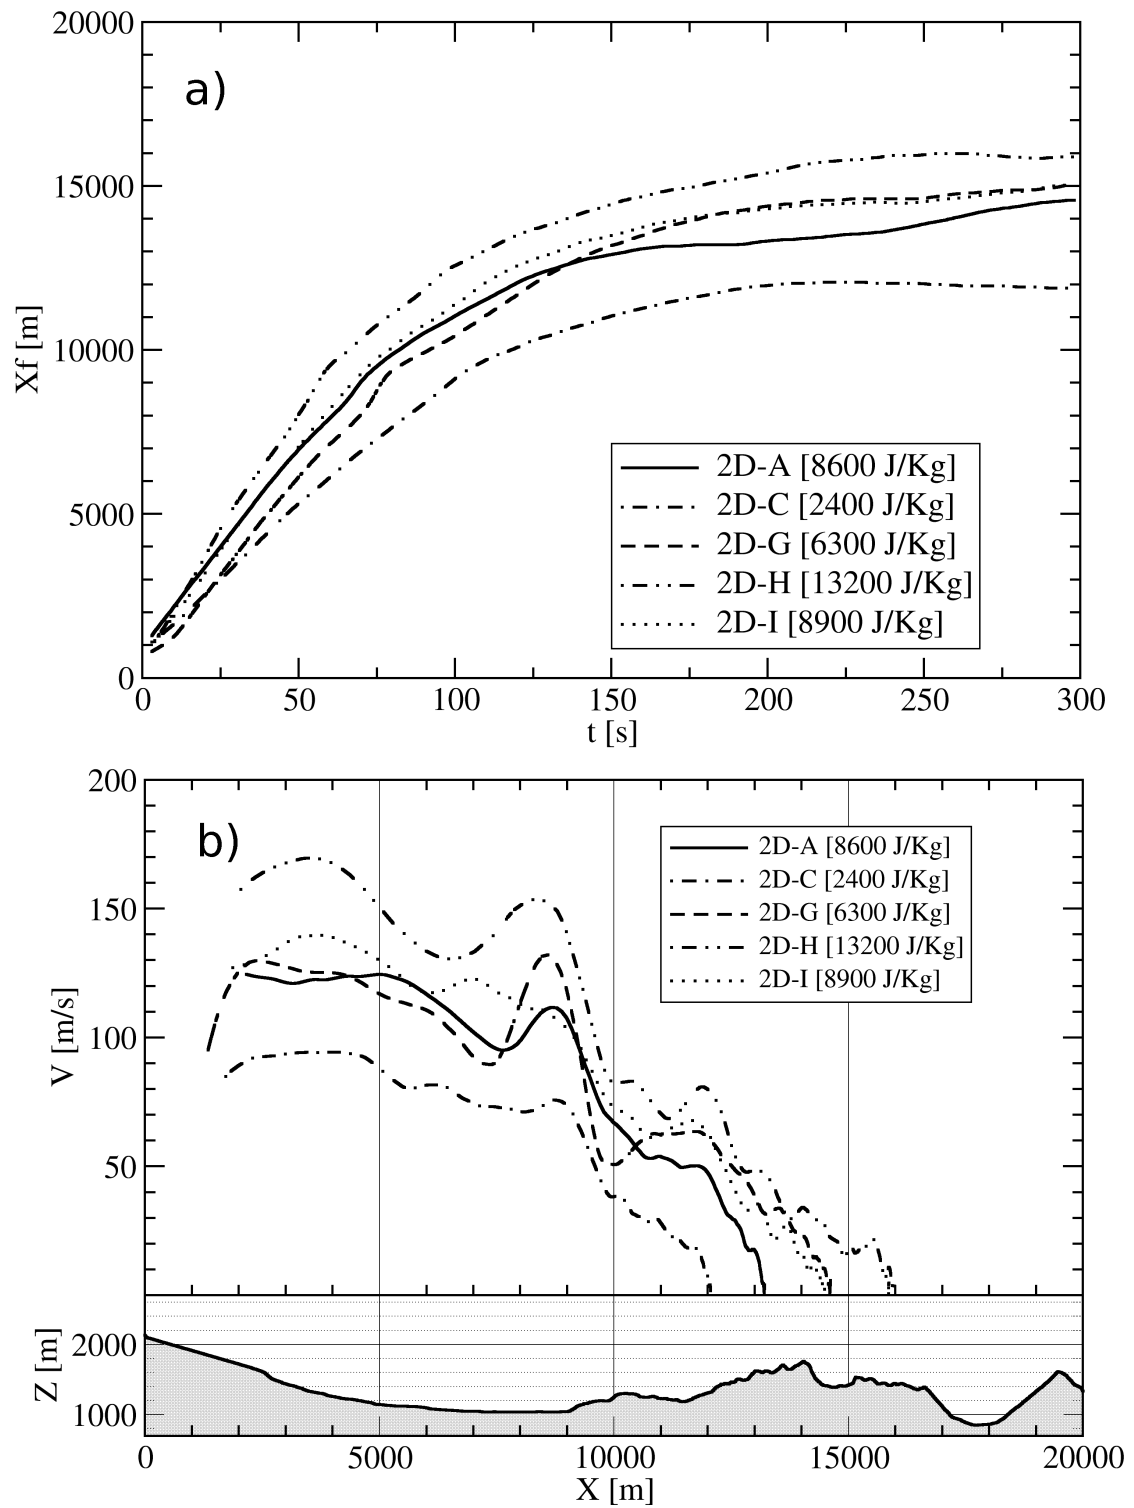 20000
a)
15000
Xf [m]
10000
2D-A [8600 J/Kg]
2D-C [2400 J/Kg]
2D-G [6300 J/Kg]
2D-H [13200 J/Kg]
2D-I [8900 J/Kg]
5000
0
0 50 100 150 200 250 300
t [s]
200
b)
2D-A [8600 J/Kg]
2D-C [2400 J/Kg]
2D-G [6300 J/Kg]
2D-H [13200 J/Kg]
2D-I [8900 J/Kg]
150
V [m/s]
100
50
Z [m]
2000
1000
0 5000 10000 15000 20000
X [m]